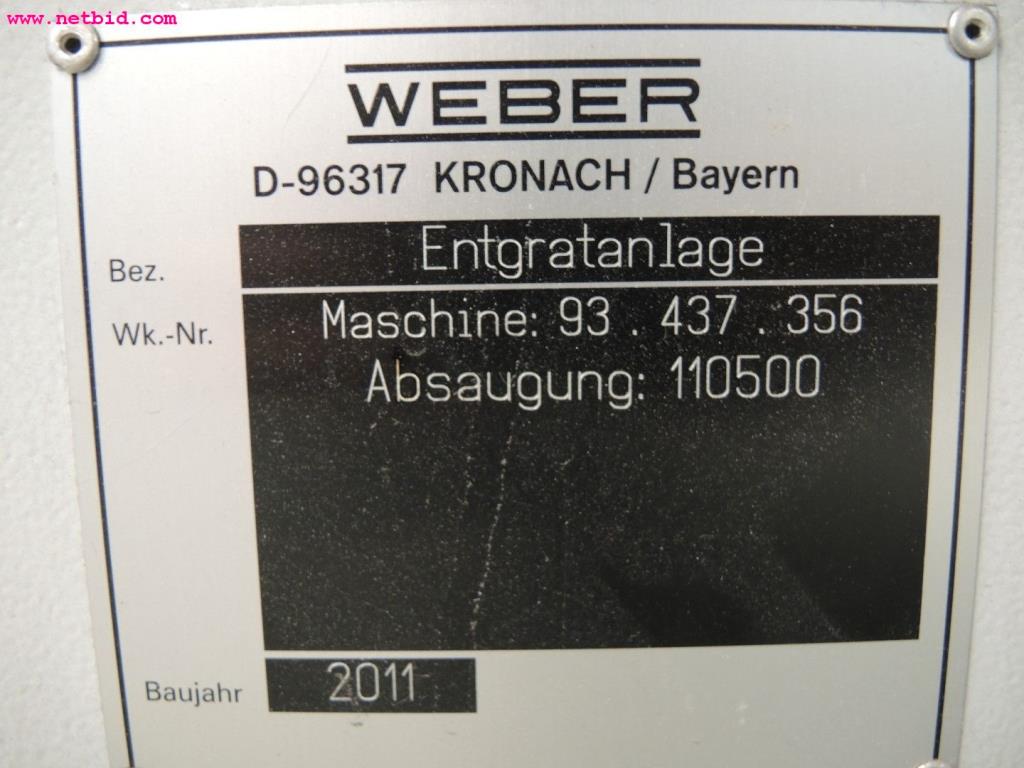 www.netbid.com
WEBER
D-96317 KRONACH / Bayern
Bez. Entgratanlage
Wk.-Nr. Maschine: 93 . 437 . 356
Absaugung: 110500
Baujahr 2011